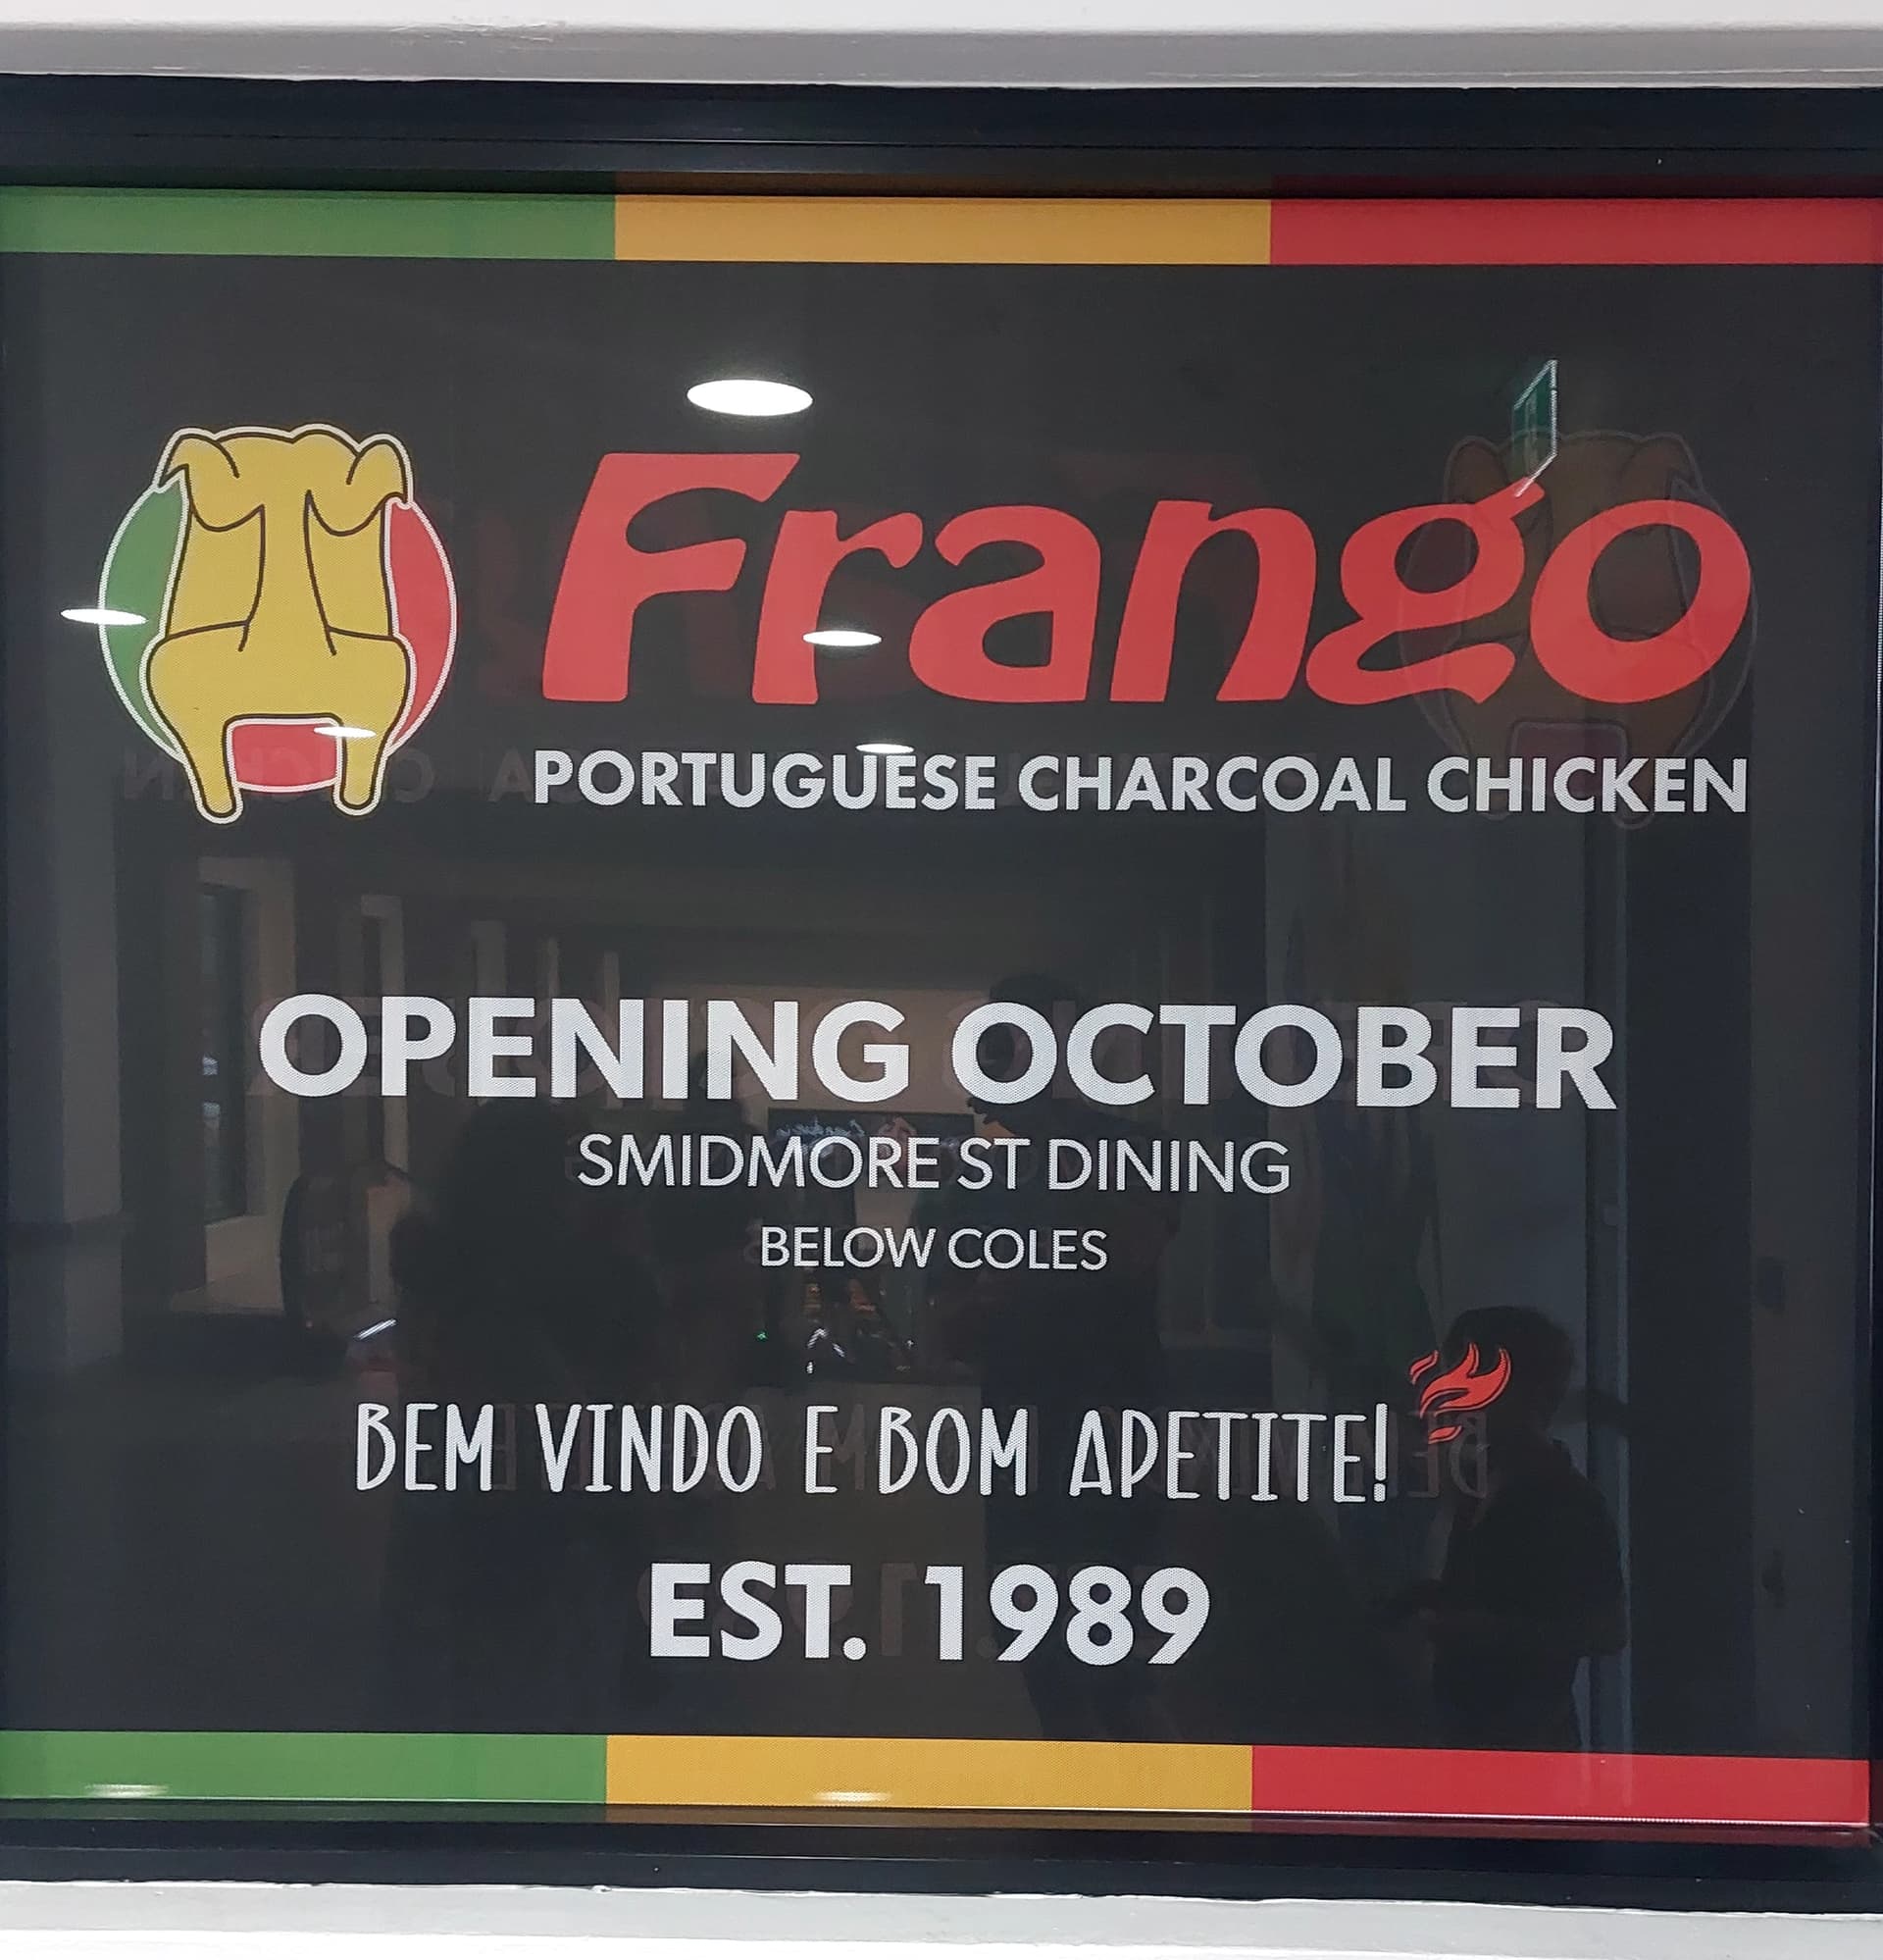 Frango
PORTUGUESE CHARCOAL CHICKEN
OPENING OCTOBER
SMIDMORE ST DINING
BELOW COLES
BEM VINDO E BOM APETITE!
EST. 1989